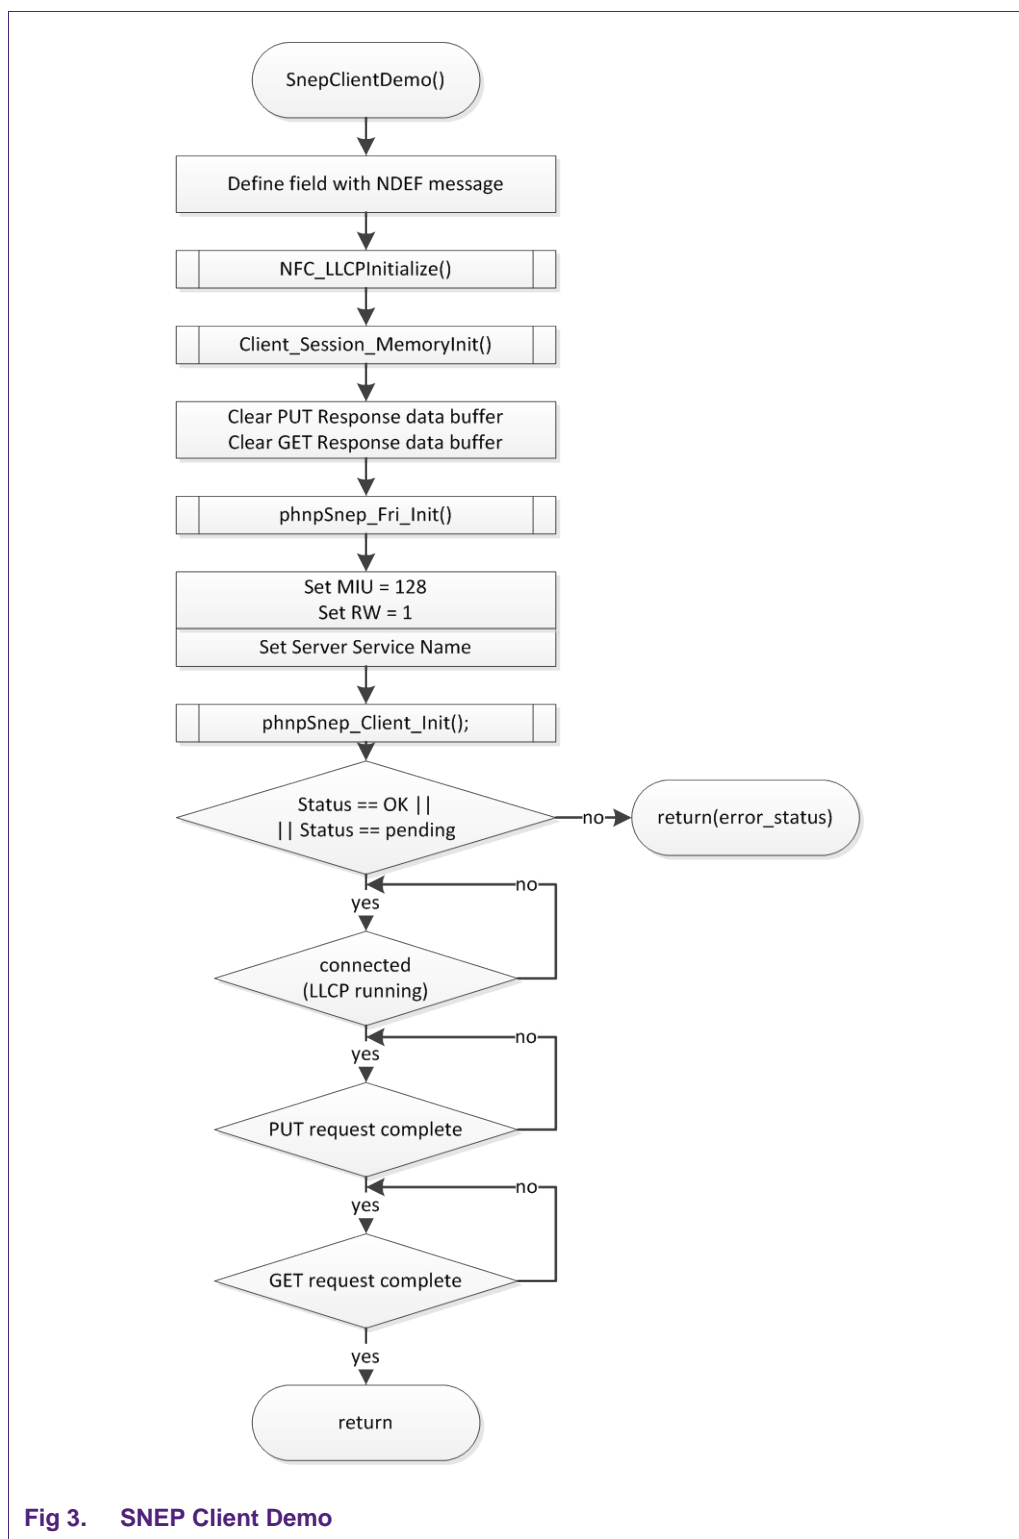 SnepClientDemo()
Define field with NDEF message
NFC_LLCPInitialize()
Client_Session_MemoryInit()
Clear PUT Response data buffer
Clear GET Response data buffer
phnpSnep_Fri_Init()
Set MIU = 128
Set RW = 1
Set Server Service Name
phnpSnep_Client_Init();
Status == OK ||
|| Status == pending
no
return(error_status)
no
yes
connected
(LLCP running)
no
yes
PUT request complete
no
yes
GET request complete
yes
return
Fig 3. SNEP Client Demo